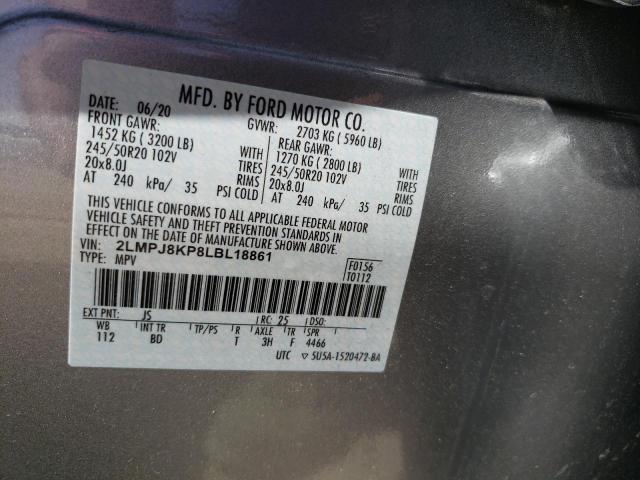 MFD. BY FORD MOTOR CO.
DATE: 06/20 GVWR: 2703 KG ( 5960 LB)
FRONT GAWR: REAR GAWR:
1452 KG ( 3200 LB) WITH 1270 KG ( 2800 LB) WITH
245/50R20 102V TIRES 245/50R20 102V TIRES
20x8.0J RIMS 20x8.0J RIMS
AT 240 kPa/ 35 PSI COLD AT 240 kPa/ 35 PSI COLD
THIS VEHICLE CONFORMS TO ALL APPLICABLE FEDERAL MOTOR
VEHICLE SAFETY AND THEFT PREVENTION STANDARDS IN
EFFECT ON THE DATE OF MANUFACTURE SHOWN ABOVE.
VIN: 2LMPJ8KP8LBL18861
TYPE: MPV
F0156
T0112
EXT PNT: JS RC: 25 DSO:
WB INT TR TP/PS R AXLE TR SPR
112 BD T 3H F 4466
UTC ▽5U5A-1520472-BA